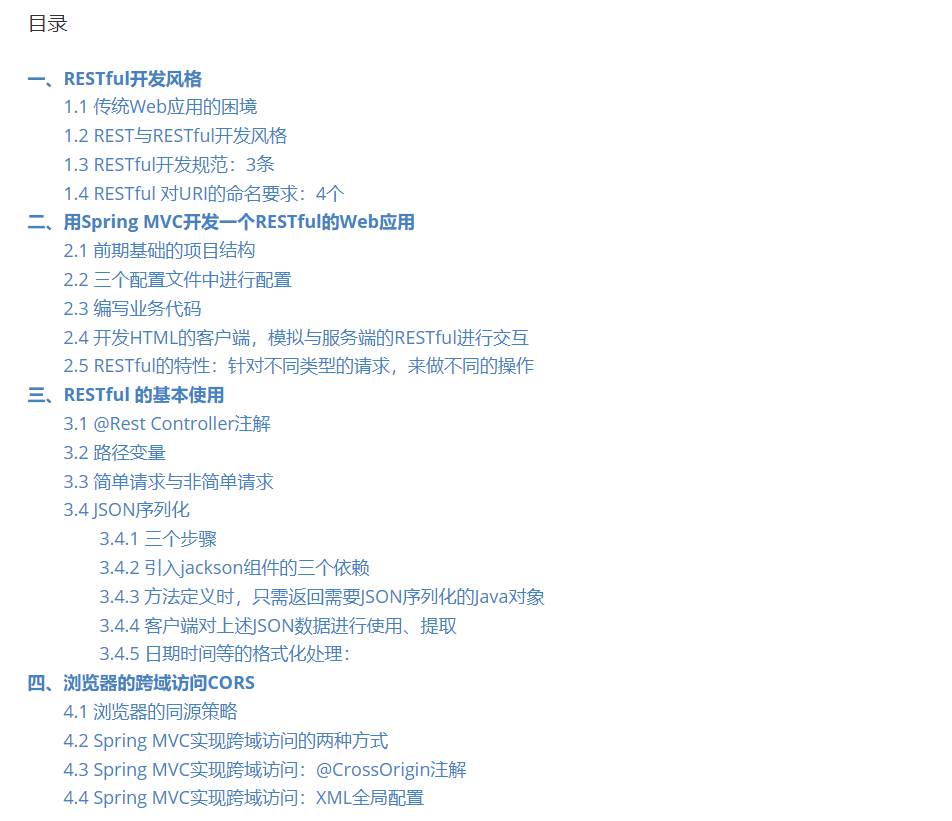 目录
一、RESTful开发风格
1.1 传统Web应用的困境
1.2 REST与RESTful开发风格
1.3 RESTful开发规范：3条
1.4 RESTful 对URI的命名要求：4个
二、用Spring MVC开发一个RESTful的Web应用
2.1 前期基础的项目结构
2.2 三个配置文件中进行配置
2.3 编写业务代码
2.4 开发HTML的客户端，模拟与服务端的RESTful进行交互
2.5 RESTful的特性：针对不同类型的请求，来做不同的操作
三、RESTful 的基本使用
3.1 @Rest Controller注解
3.2 路径变量
3.3 简单请求与非简单请求
3.4 JSON序列化
3.4.1 三个步骤
3.4.2 引入jackson组件的三个依赖
3.4.3 方法定义时，只需返回需要JSON序列化的Java对象
3.4.4 客户端对上述JSON数据进行使用、提取
3.4.5 日期时间等的格式化处理：
四、浏览器的跨域访问CORS
4.1 浏览器的同源策略
4.2 Spring MVC实现跨域访问的两种方式
4.3 Spring MVC实现跨域访问：@CrossOrigin注解
4.4 Spring MVC实现跨域访问：XML全局配置